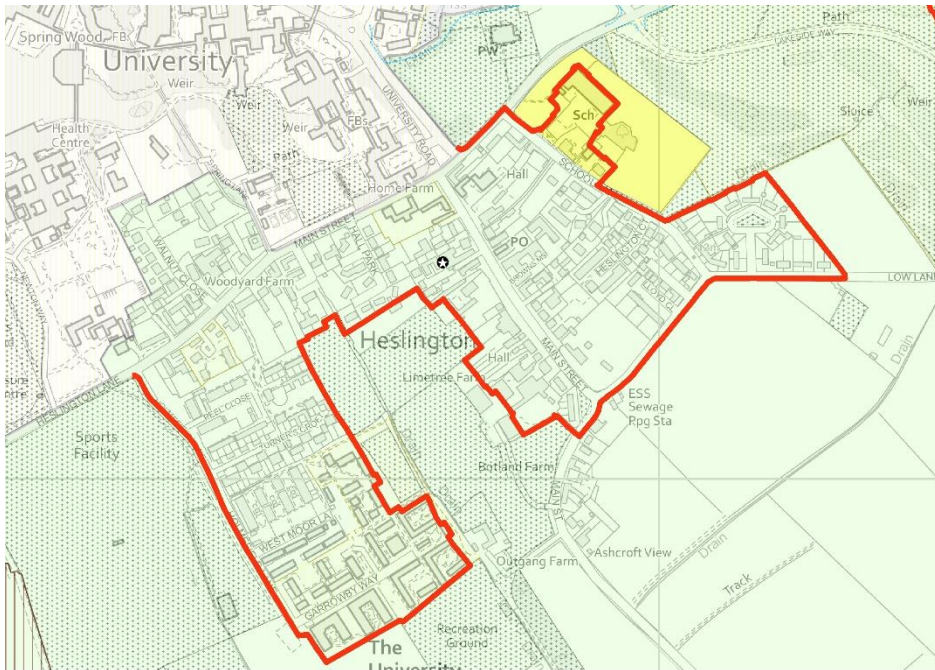 Spring Wood, FB
University
Weir
Health
Centre
Weir
Weir
FBs
Path
UNIVERSITY ROAD
PW
Path
LAKESIDE WAY
Sluice
Weir
Sch
SCHOOL
Hall
Home Farm
MAIN STREET
HALL PARK
PO
WALNUT CLOSE
Woodyard Farm
HESLINGTON LANE
Heslington
Hall
MAIN STREET
Limetree Farm
LOW LANE
Drain
ESS
Sewage
Ppg Sta
Sports
Facility
PEEL CLOSE
Botland Farm
MAIN S
WEST MOOR
GARROWBY WAY
Outgang Farm
Ashcroft View
Drain
Track
Recreation
Ground
The
University